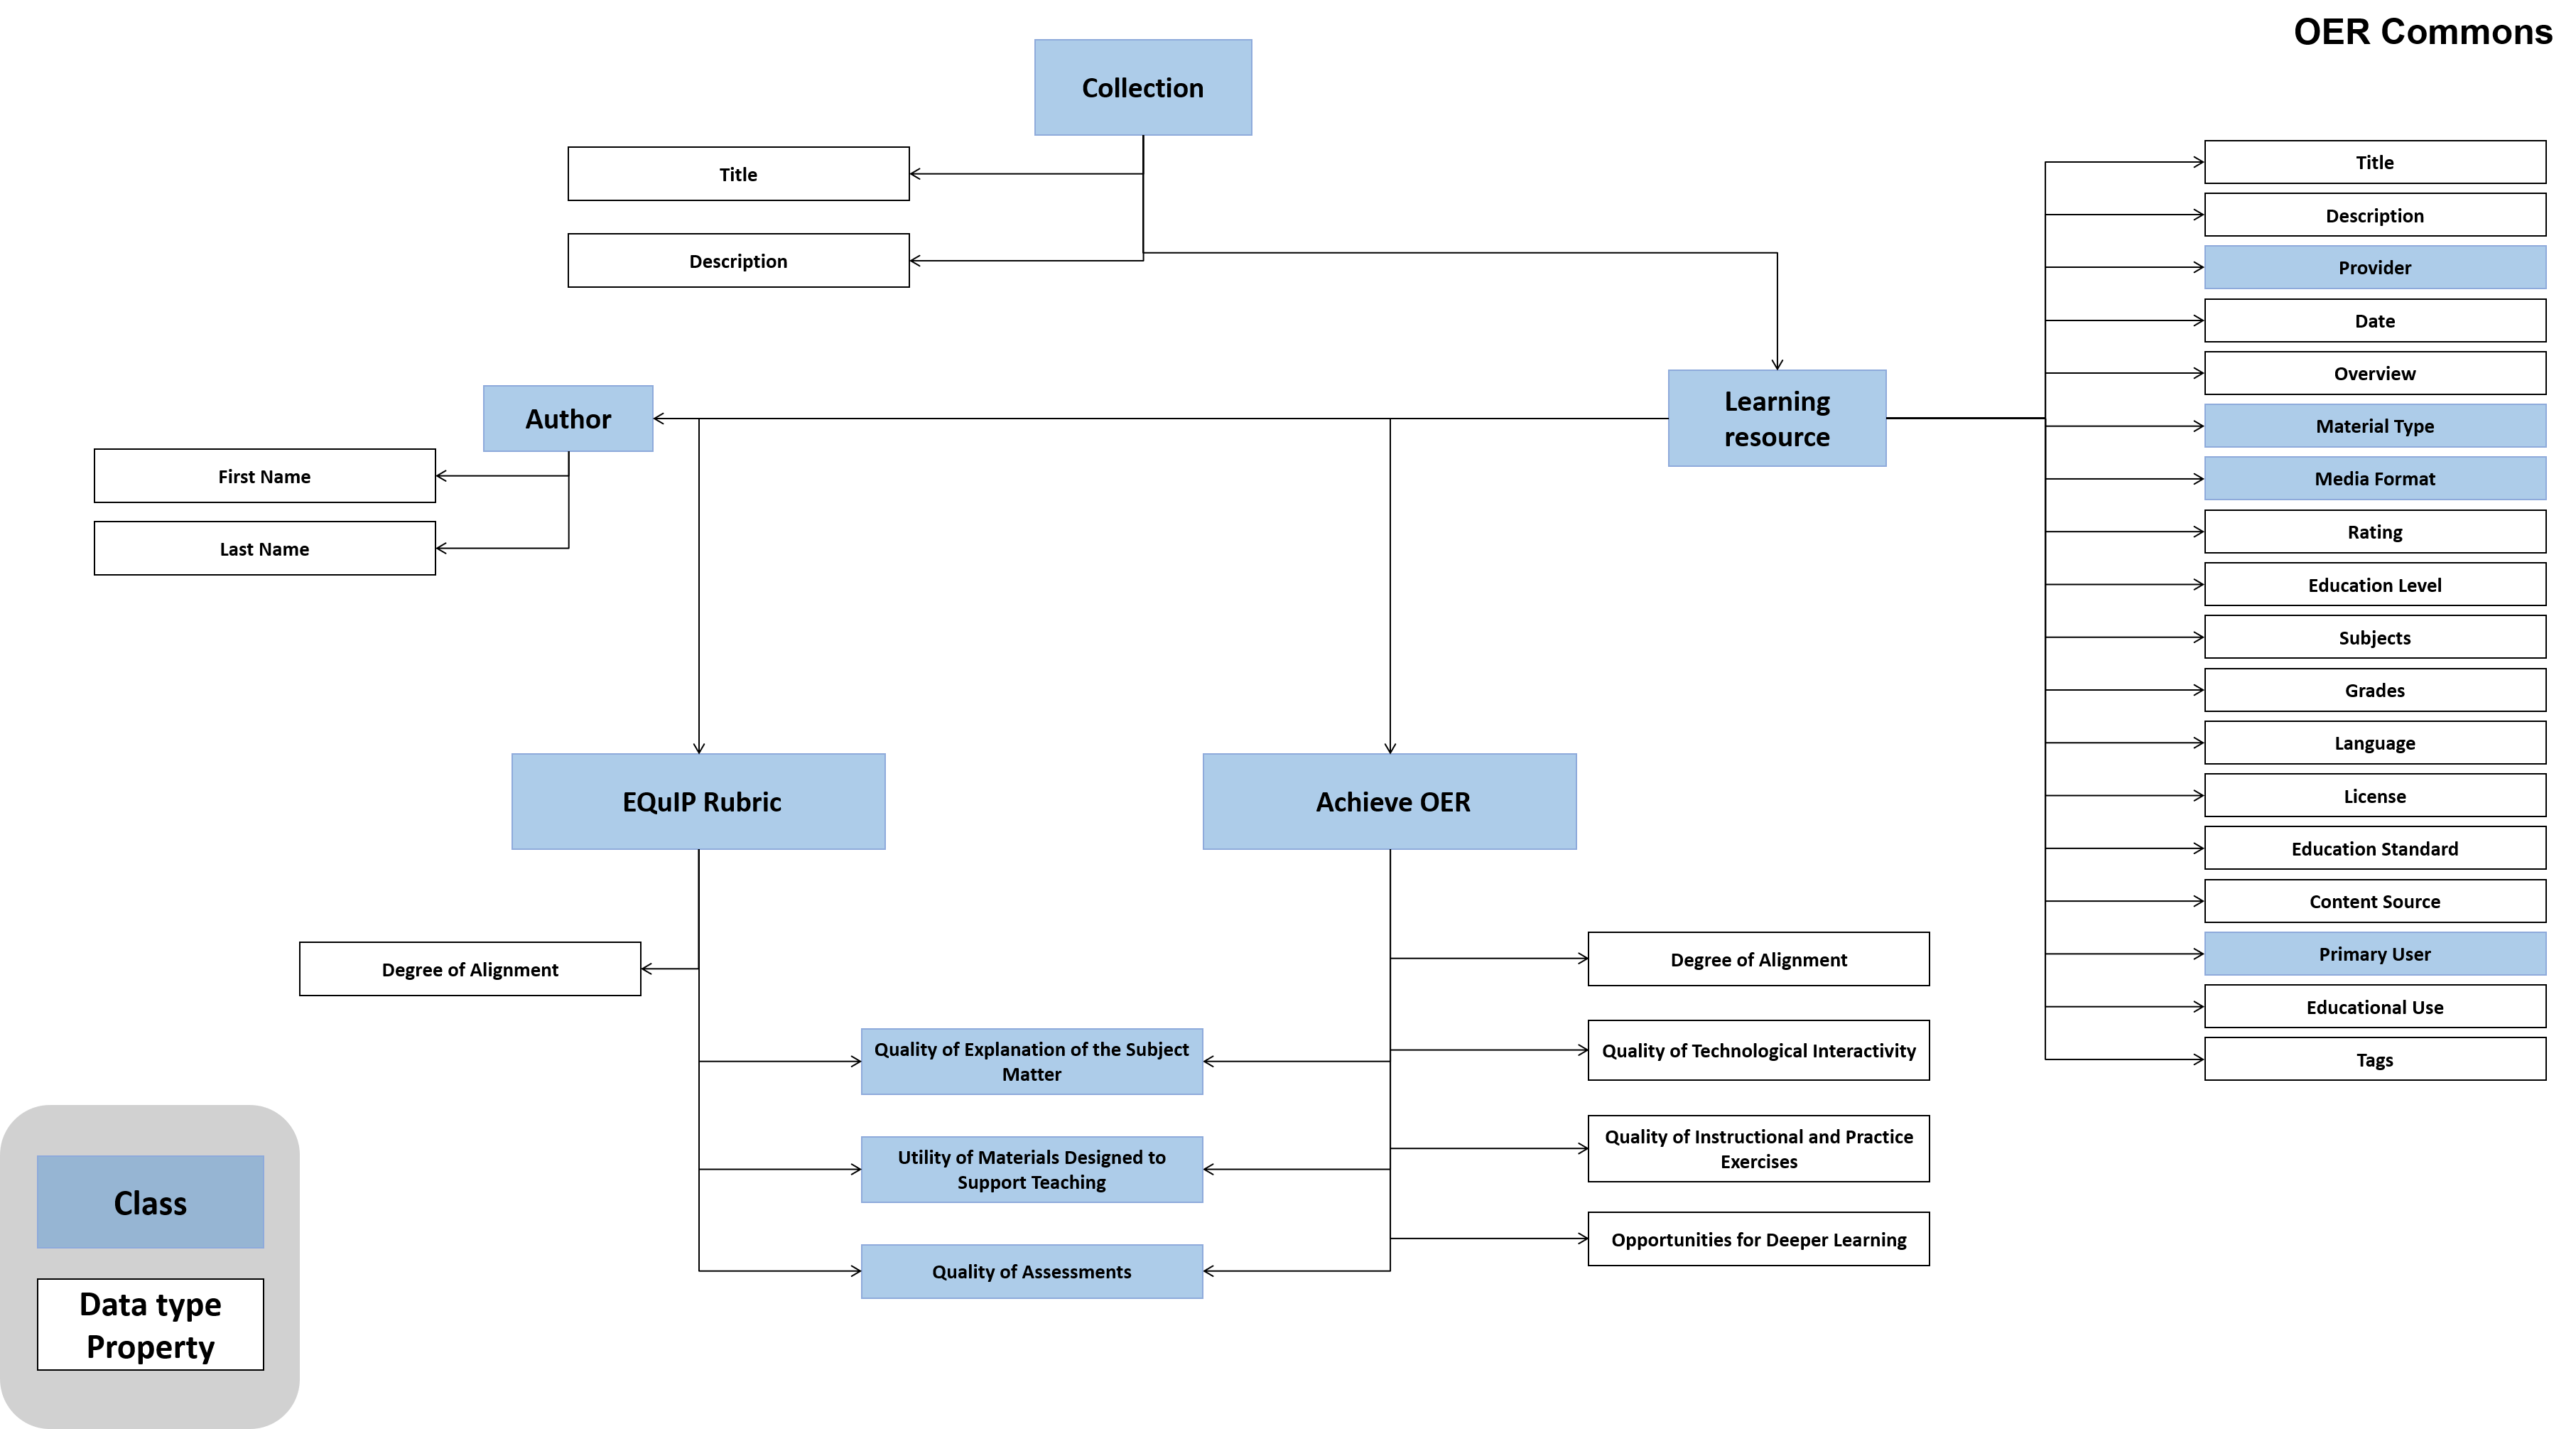 OER Commons
Collection
Title
Description
Author
First Name
Last Name
Learning
resource
Title
Description
Provider
Date
Overview
Material Type
Media Format
Rating
Education Level
Subjects
Grades
Language
License
Education Standard
Content Source
Primary User
Educational Use
Tags
EQuIP Rubric
Achieve OER
Degree of Alignment
Quality of Explanation of the Subject
Matter
Utility of Materials Designed to
Support Teaching
Quality of Assessments
Degree of Alignment
Quality of Technological Interactivity
Quality of Instructional and Practice
Exercises
Opportunities for Deeper Learning
Class
Data type
Property